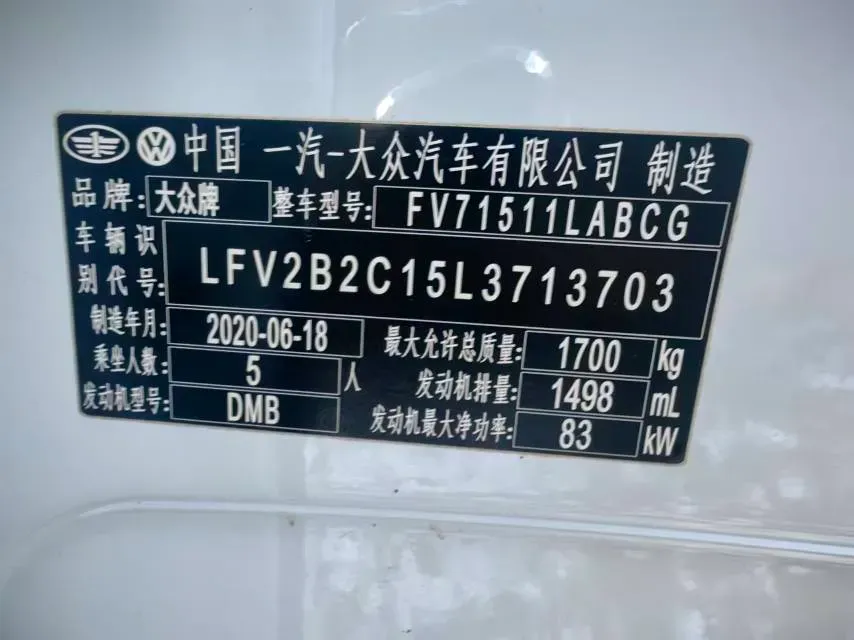 中国 一汽-大众汽车有限公司 制造
品牌: 大众牌 整车型号: FV71511LABCG
车辆识别代号: LFV2B2C15L3713703
制造年月: 2020-06-18 最大允许总质量: 1700 kg
乘坐人数: 5 人 发动机排量: 1498 mL
发动机型号: DMB 发动机最大净功率: 83 kW